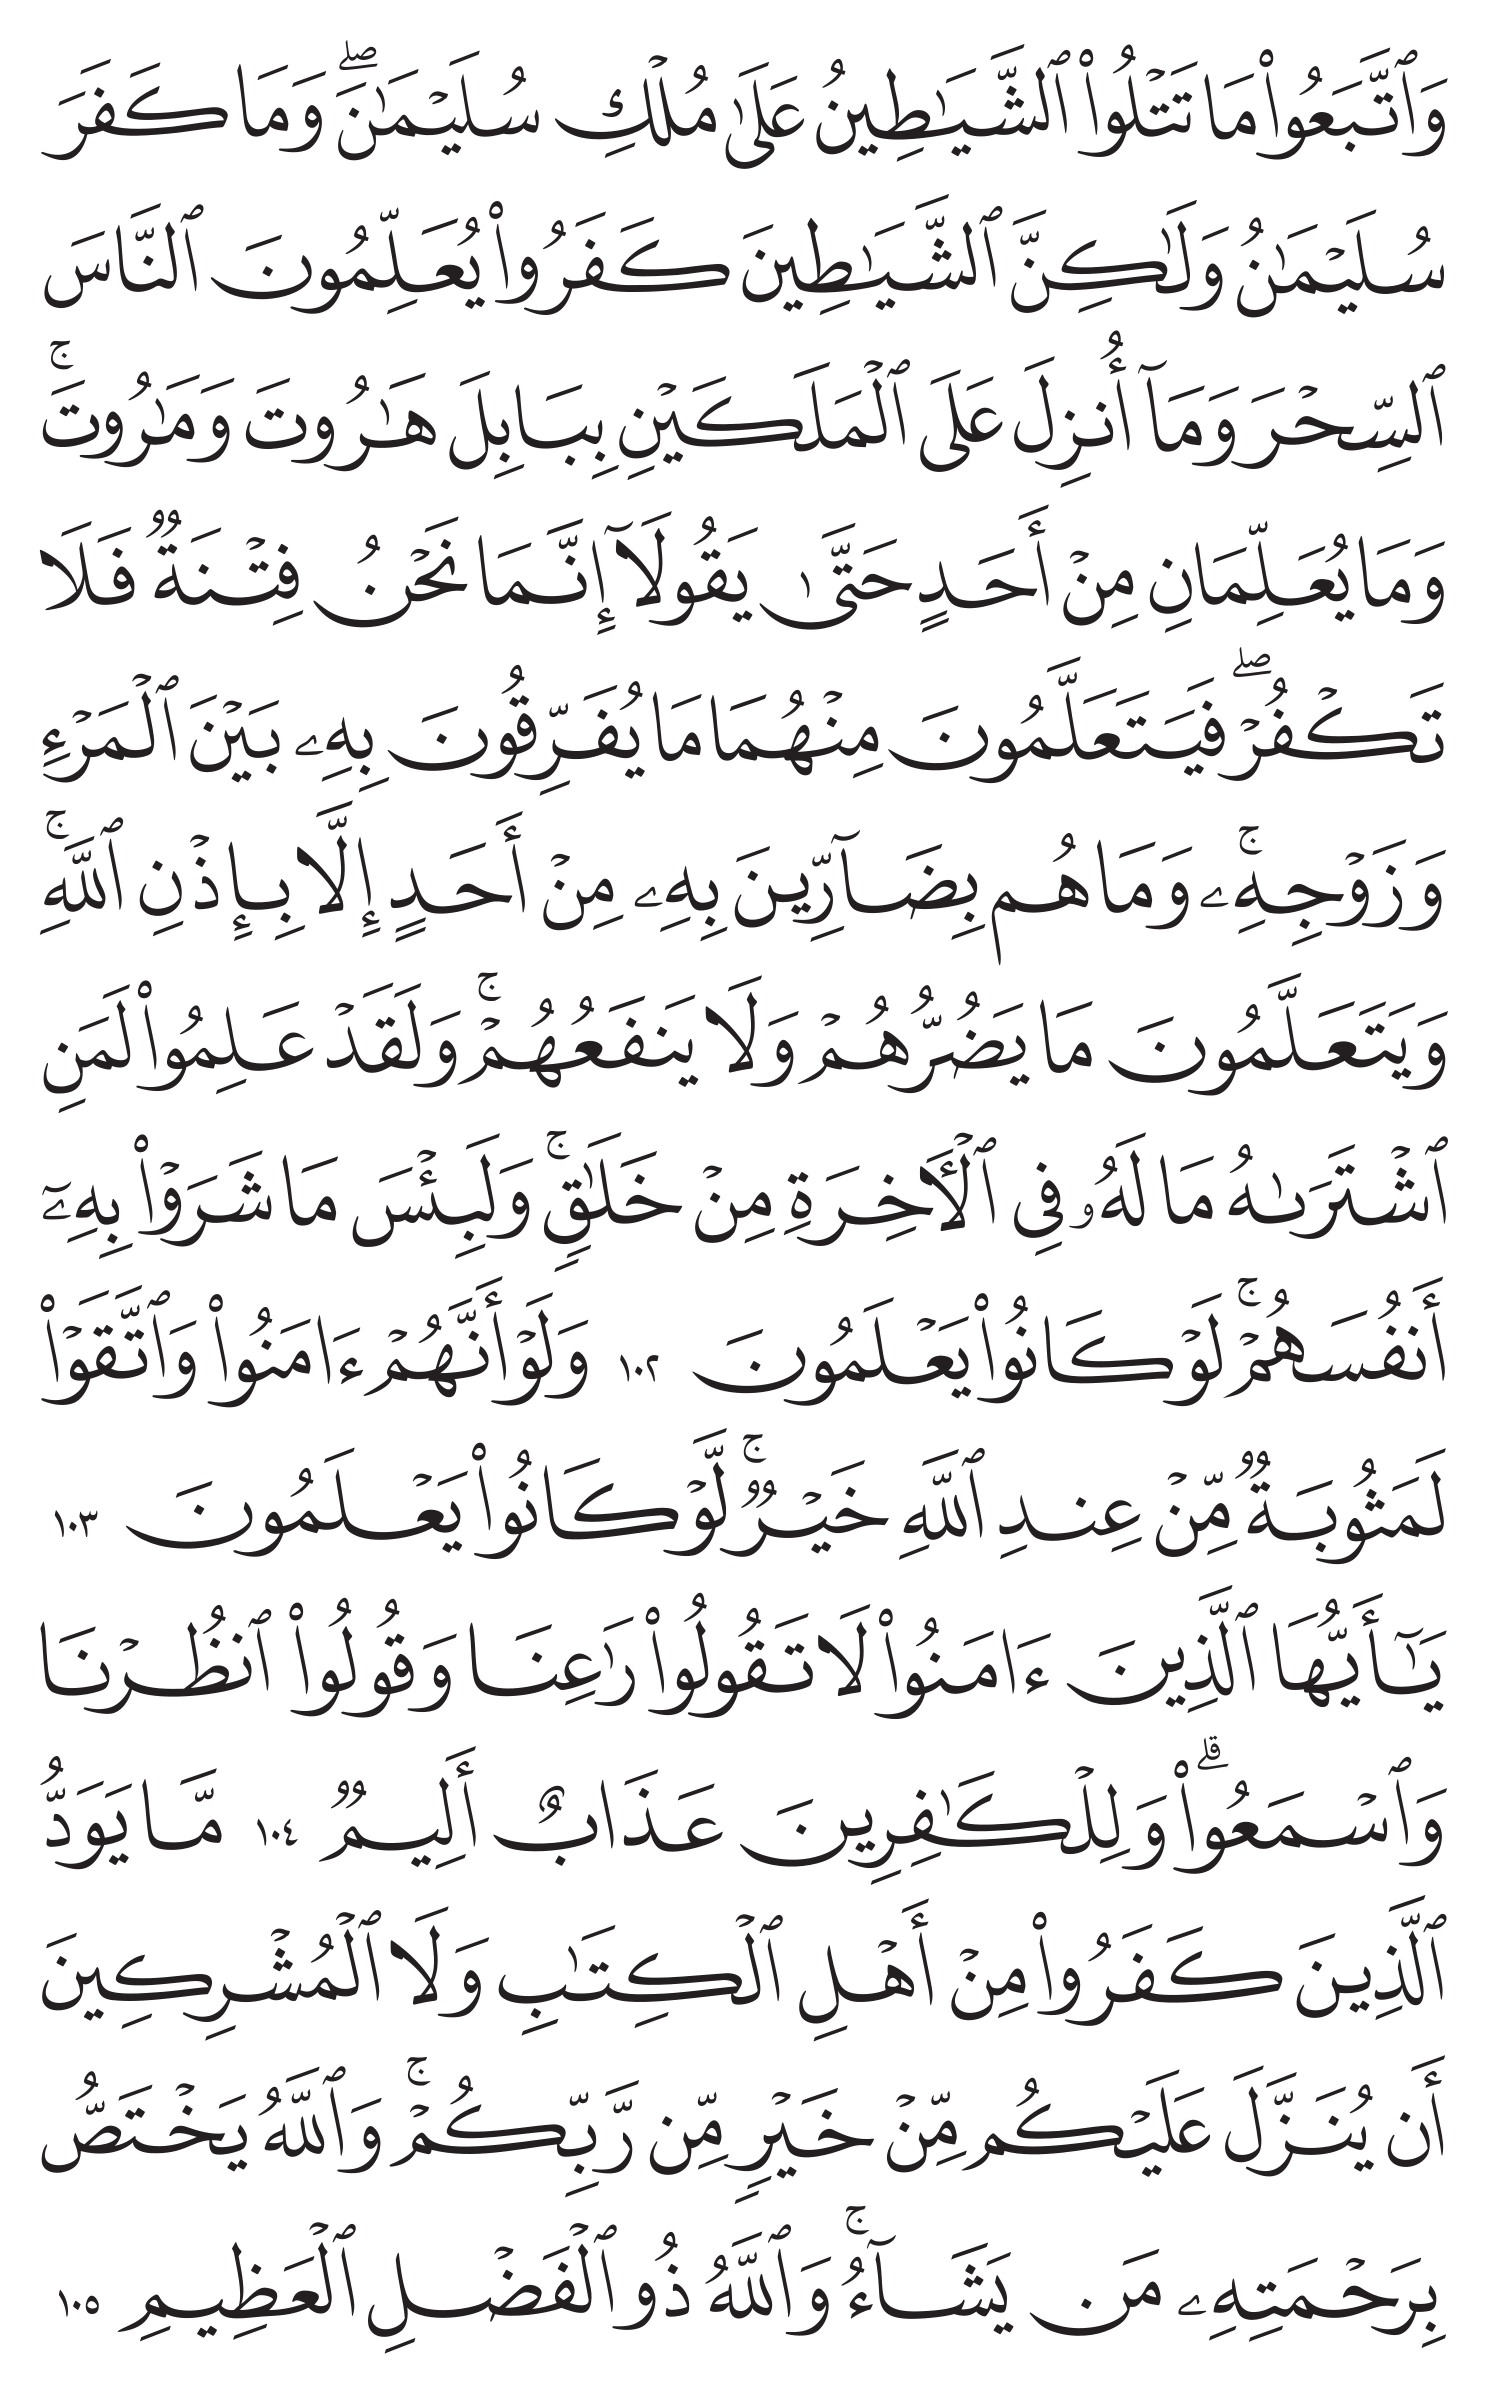 وَٱتَّبَعُوا۟ مَا تَتْلُوا۟ ٱلشَّيَـٰطِينُ عَلَىٰ مُلْكِ سُلَيْمَـٰنَ ۖ وَمَا كَفَرَ
سُلَيْمَـٰنُ وَلَـٰكِنَّ ٱلشَّيَـٰطِينَ كَفَرُوا۟ يُعَلِّمُونَ ٱلنَّاسَ
ٱلسِّحْرَ وَمَآ أُنزِلَ عَلَى ٱلْمَلَكَيْنِ بِبَابِلَ هَـٰرُوتَ وَمَـٰرُوتَ ۚ
وَمَا يُعَلِّمَانِ مِنْ أَحَدٍ حَتَّىٰ يَقُولَآ إِنَّمَا نَحْنُ فِتْنَةٌ فَلَا
تَكْفُرْ ۖ فَيَتَعَلَّمُونَ مِنْهُمَا مَا يُفَرِّقُونَ بِهِۦ بَيْنَ ٱلْمَرْءِ
وَزَوْجِهِۦ ۚ وَمَا هُم بِضَآرِّينَ بِهِۦ مِنْ أَحَدٍ إِلَّا بِإِذْنِ ٱللَّهِ ۚ
وَيَتَعَلَّمُونَ مَا يَضُرُّهُمْ وَلَا يَنفَعُهُمْ ۚ وَلَقَدْ عَلِمُوا۟ لَمَنِ
ٱشْتَرَىٰهُ مَا لَهُۥ فِى ٱلْـَٔاخِرَةِ مِنْ خَلَـٰقٍ ۚ وَلَبِئْسَ مَا شَرَوْا۟ بِهِۦٓ
أَنفُسَهُمْ ۚ لَوْ كَانُوا۟ يَعْلَمُونَ ١٠٢ وَلَوْ أَنَّهُمْ ءَامَنُوا۟ وَٱتَّقَوْا۟
لَمَثُوبَةٌ مِّنْ عِندِ ٱللَّهِ خَيْرٌ ۚ لَّوْ كَانُوا۟ يَعْلَمُونَ ١٠٣
يَـٰٓأَيُّهَا ٱلَّذِينَ ءَامَنُوا۟ لَا تَقُولُوا۟ رَٰعِنَا وَقُولُوا۟ ٱنظُرْنَا
وَٱسْمَعُوا۟ ۗ وَلِلْكَـٰفِرِينَ عَذَابٌ أَلِيمٌ ١٠٤ مَّا يَوَدُّ
ٱلَّذِينَ كَفَرُوا۟ مِنْ أَهْلِ ٱلْكِتَـٰبِ وَلَا ٱلْمُشْرِكِينَ
أَن يُنَزَّلَ عَلَيْكُم مِّنْ خَيْرٍ مِّن رَّبِّكُمْ ۚ وَٱللَّهُ يَخْتَصُّ
بِرَحْمَتِهِۦ مَن يَشَآءُ ۚ وَٱللَّهُ ذُو ٱلْفَضْلِ ٱلْعَظِيمِ ١٠٥